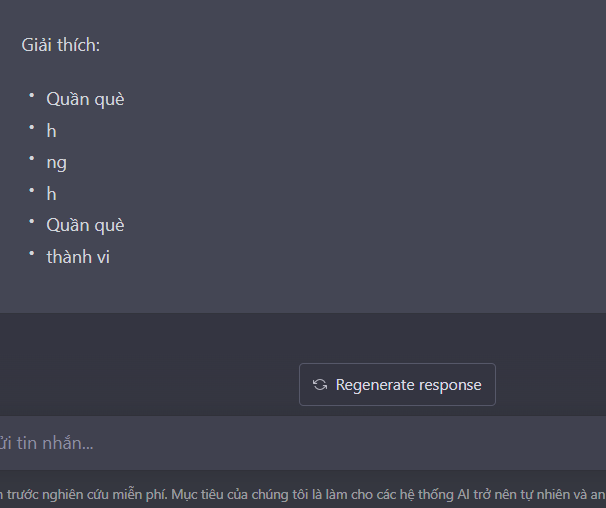 Giải thích:
Quần què
h
ng
h
Quần què
thành vi
Regenerate response
ửi tin nhắn...
n trước nghiên cứu miễn phí. Mục tiêu của chúng tôi là làm cho các hệ thống AI trở nên tự nhiên và an